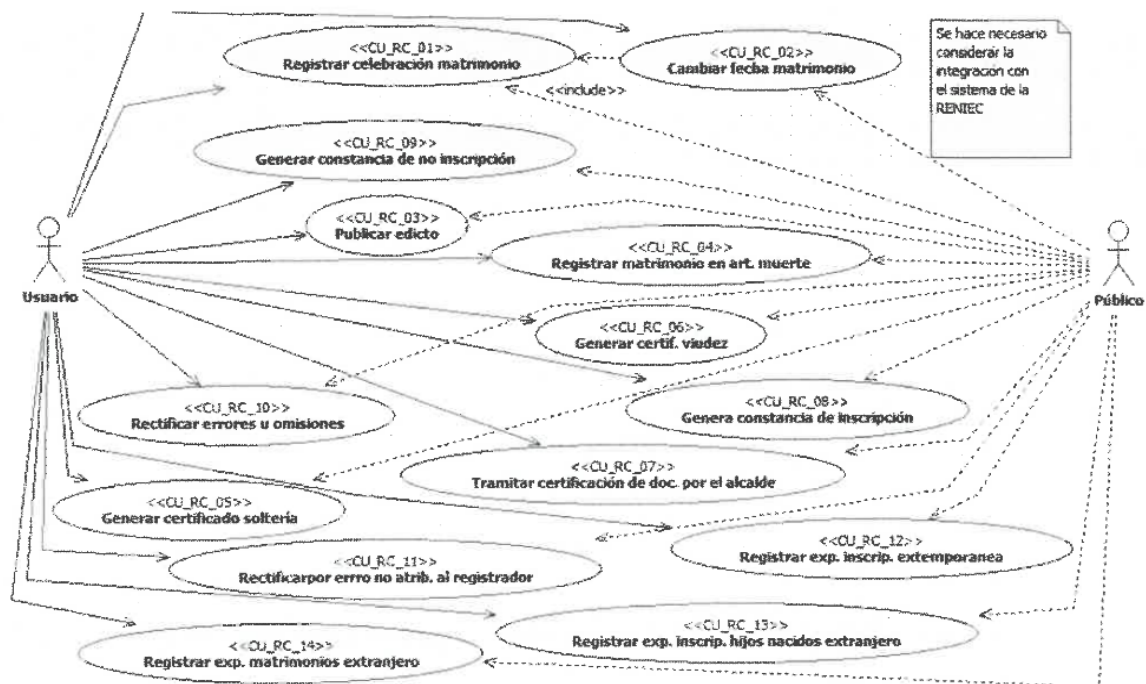 <<CU_RC_01>>
Registrar celebración matrimonio
<<CU_RC_02>>
Cambiar fecha matrimonio
Se hace necesario
considerar la
integración con
el sistema de la
RENIEC
<<include>>
<<CU_RC_09>>
Generar constancia de no inscripción
<<CU_RC_03>>
Publicar edicto
<<CU_RC_04>>
Registrar matrimonio en art. muerte
Usuario
Público
<<CU_RC_06>>
Generar certif. viudez
<<CU_RC_10>>
Rectificar errores u omisiones
<<CU_RC_08>>
Genera constancia de inscripción
<<CU_RC_07>>
Tramitar certificación de doc. por el alcalde
<<CU_RC_05>>
Generar certificado soltería
<<CU_RC_12>>
Registrar exp. inscrip. extemporanea
<<CU_RC_11>>
Rectificarpor errro no atrib. al registrador
<<CU_RC_13>>
Registrar exp. inscrip. hijos nacidos extranjero
<<CU_RC_14>>
Registrar exp. matrimonios extranjero